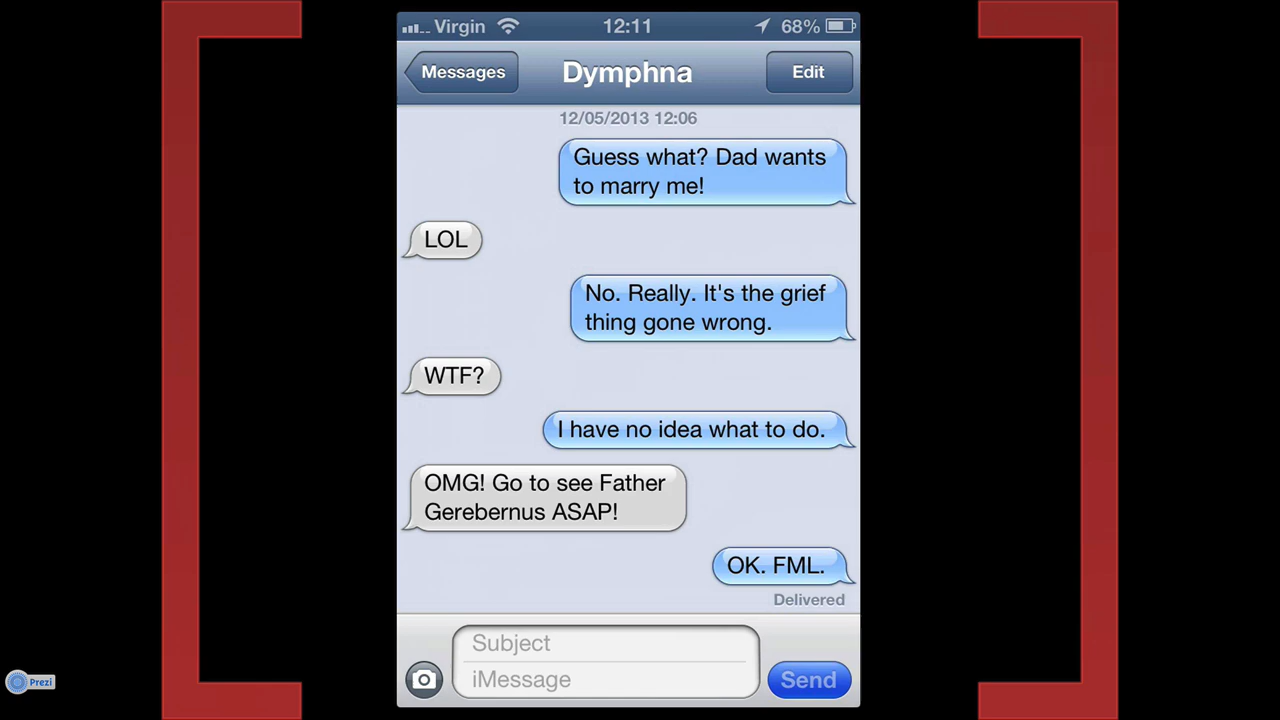 Virgin 12:11 68%
Messages Dymphna Edit
12/05/2013 12:06
Guess what? Dad wants
to marry me!
LOL
No. Really. It's the grief
thing gone wrong.
WTF?
I have no idea what to do.
OMG! Go to see Father
Gerebernus ASAP!
OK. FML.
Delivered
Subject
iMessage Send
Prezi